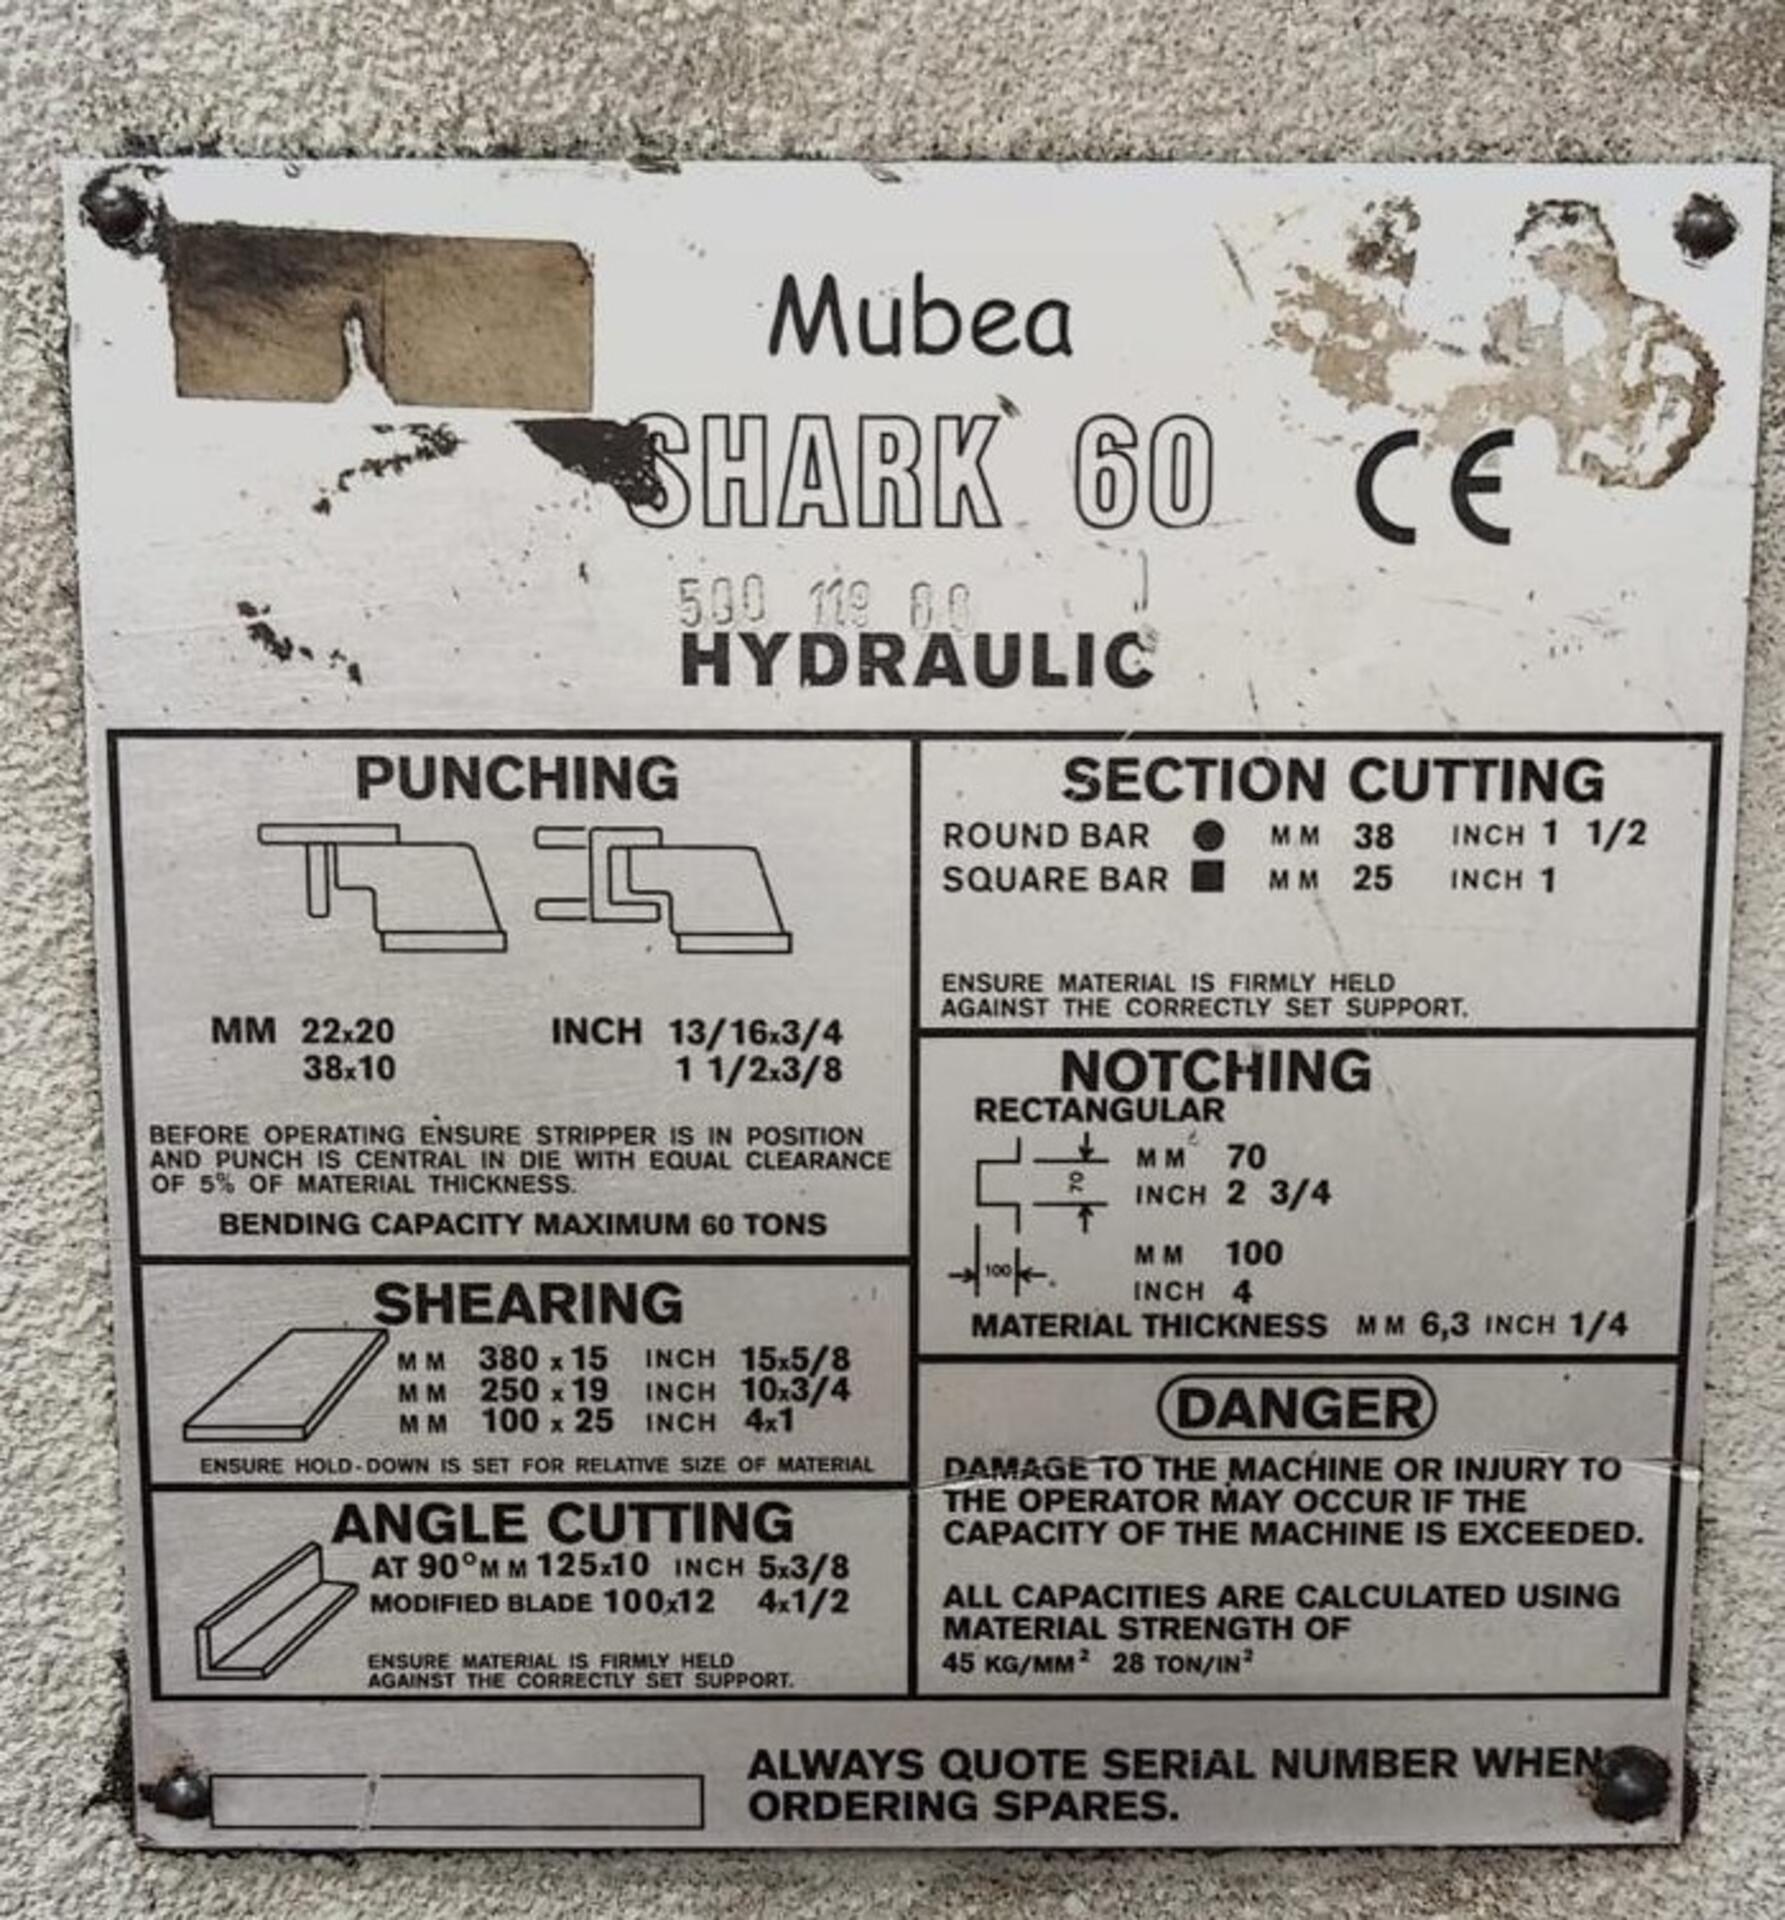 Mubea
SHARK 60
CE
500 119 00
HYDRAULIC
PUNCHING
MM 22x20 INCH 13/16x3/4
38x10 1 1/2x3/8
BEFORE OPERATING ENSURE STRIPPER IS IN POSITION
AND PUNCH IS CENTRAL IN DIE WITH EQUAL CLEARANCE
OF 5% OF MATERIAL THICKNESS.
BENDING CAPACITY MAXIMUM 60 TONS
SHEARING
MM 380 x 15 INCH 15x5/8
MM 250 x 19 INCH 10x3/4
MM 100 x 25 INCH 4x1
ENSURE HOLD-DOWN IS SET FOR RELATIVE SIZE OF MATERIAL
ANGLE CUTTING
AT 90° MM 125x10 INCH 5x3/8
MODIFIED BLADE 100x12 4x1/2
ENSURE MATERIAL IS FIRMLY HELD
AGAINST THE CORRECTLY SET SUPPORT.
SECTION CUTTING
ROUND BAR MM 38 INCH 1 1/2
SQUARE BAR MM 25 INCH 1
ENSURE MATERIAL IS FIRMLY HELD
AGAINST THE CORRECTLY SET SUPPORT.
NOTCHING
RECTANGULAR
70
MM 70
INCH 2 3/4
100
MM 100
INCH 4
MATERIAL THICKNESS MM 6,3 INCH 1/4
DANGER
DAMAGE TO THE MACHINE OR INJURY TO
THE OPERATOR MAY OCCUR IF THE
CAPACITY OF THE MACHINE IS EXCEEDED.
ALL CAPACITIES ARE CALCULATED USING
MATERIAL STRENGTH OF
45 KG/MM² 28 TON/IN²
ALWAYS QUOTE SERIAL NUMBER WHEN
ORDERING SPARES.